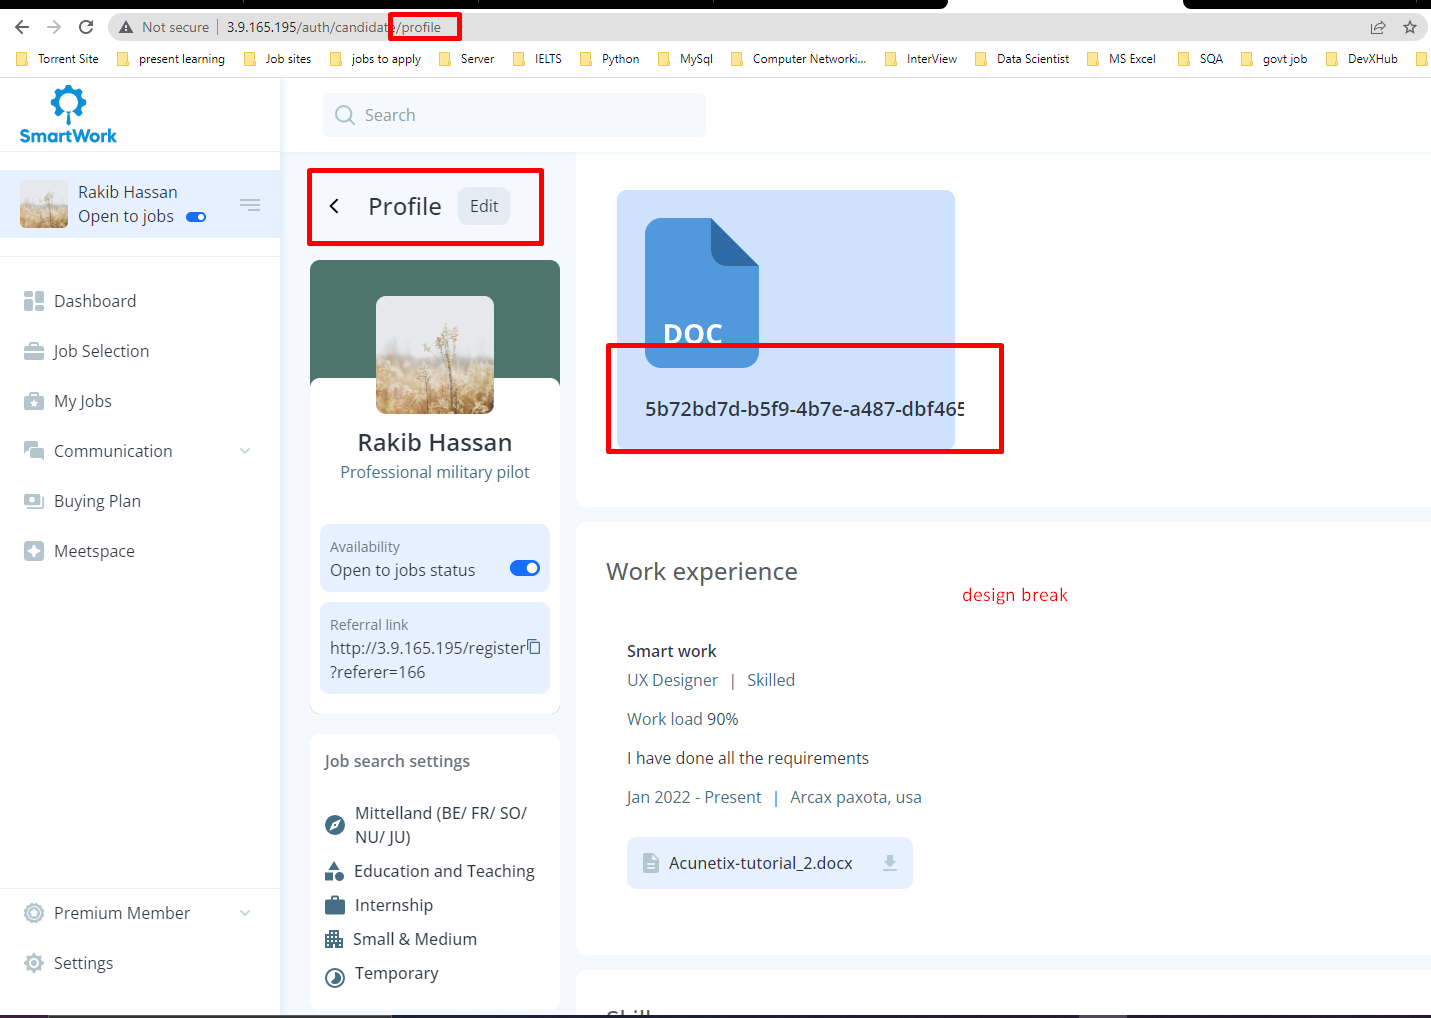 Not secure | 3.9.165.195/auth/candidate/profile
Torrent Site present learning Job sites jobs to apply Server IELTS Python MySql Computer Networki... InterView Data Scientist MS Excel SQA govt job DevXHub
SmartWork
Search
Rakib Hassan
Open to jobs
Dashboard
Job Selection
My Jobs
Communication
Buying Plan
Meetspace
Premium Member
Settings
Profile Edit
Rakib Hassan
Professional military pilot
Availability
Open to jobs status
Referral link
http://3.9.165.195/register
?referer=166
Job search settings
Mittelland (BE/ FR/ SO/
NU/ JU)
Education and Teaching
Internship
Small & Medium
Temporary
DOC
5b72bd7d-b5f9-4b7e-a487-dbf465
Work experience
design break
Smart work
UX Designer | Skilled
Work load 90%
I have done all the requirements
Jan 2022 - Present | Arcax paxota, usa
Acunetix-tutorial_2.docx